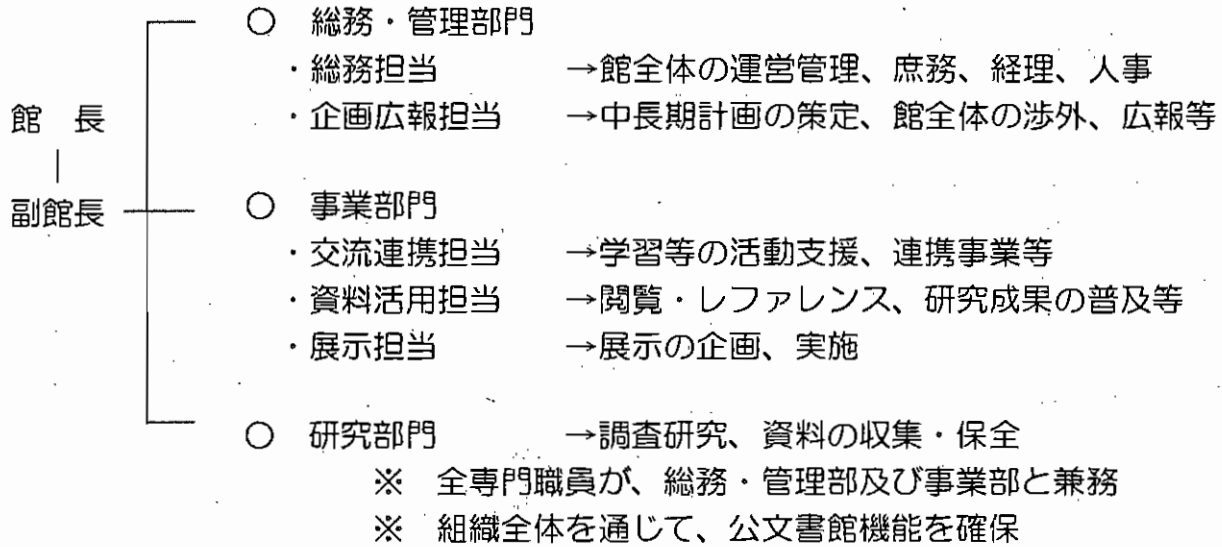 ○ 総務・管理部門
・総務担当 →館全体の運営管理、庶務、経理、人事
館 長
・企画広報担当 →中長期計画の策定、館全体の渉外、広報等
副館長
○ 事業部門
・交流連携担当 →学習等の活動支援、連携事業等
・資料活用担当 →閲覧・レファレンス、研究成果の普及等
・展示担当 →展示の企画、実施
○ 研究部門 →調査研究、資料の収集・保全
※ 全専門職員が、総務・管理部及び事業部と兼務
※ 組織全体を通じて、公文書館機能を確保